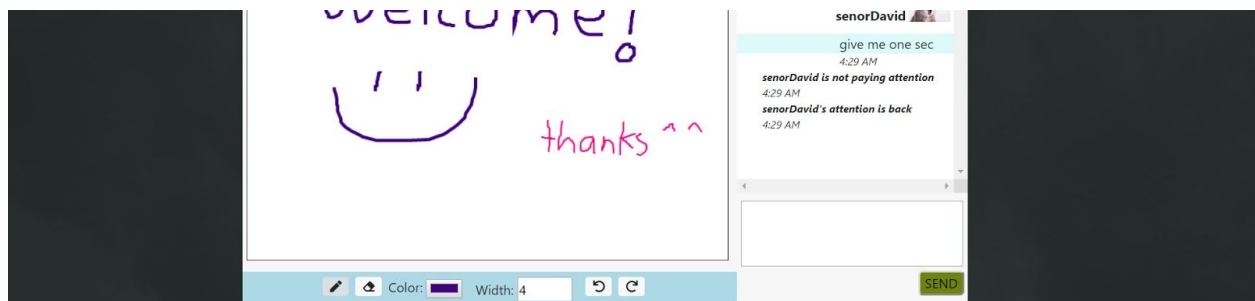 welcome!
thanks ^^
Color: Width: 4
senorDavid
give me one sec
4:29 AM
senorDavid is not paying attention
4:29 AM
senorDavid's attention is back
4:29 AM
SEND